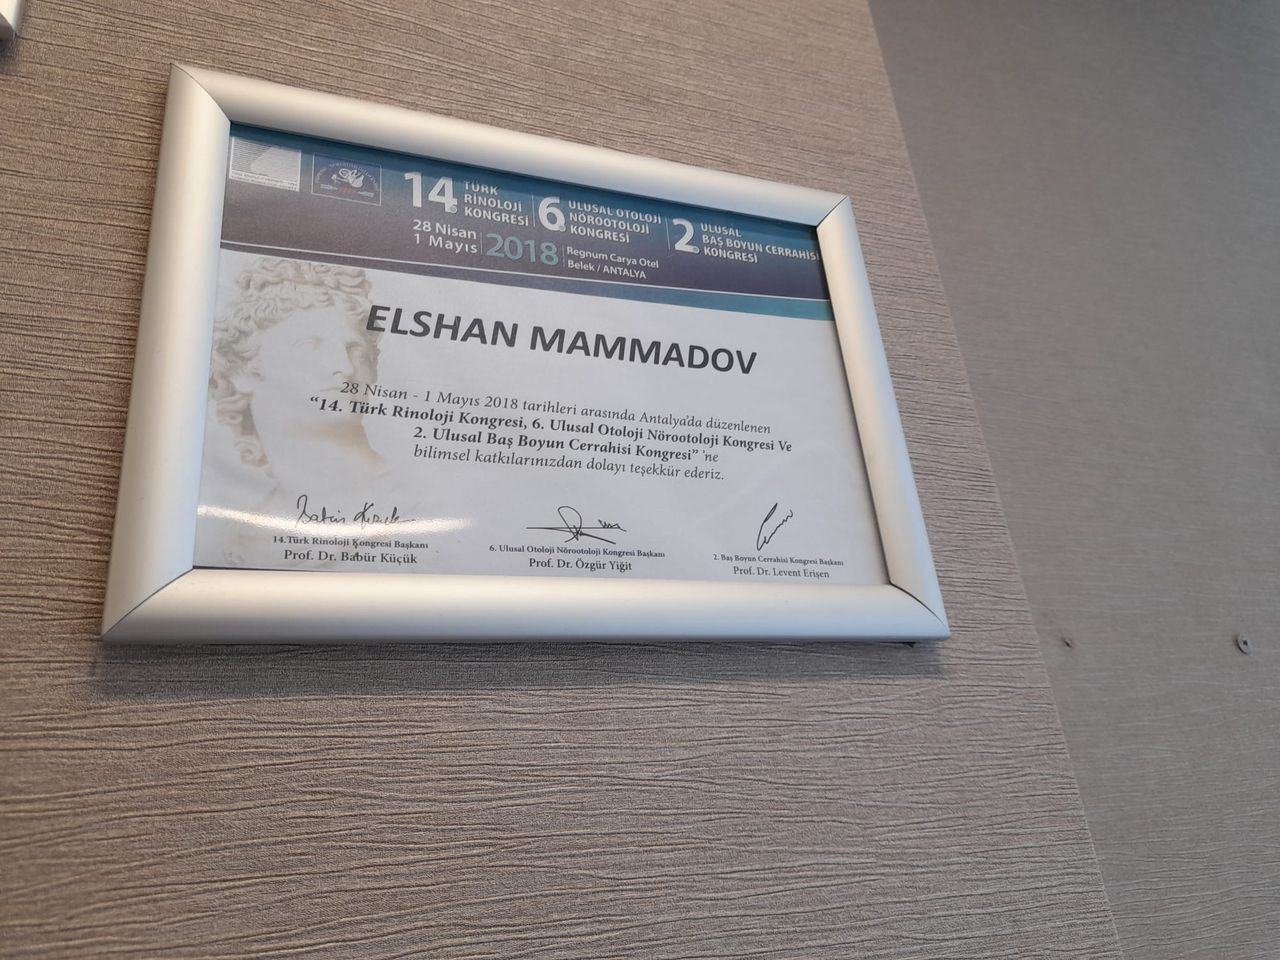 14. TÜRK
RİNOLOJİ
KONGRESİ
6. ULUSAL OTOLOJİ
NÖROOTOLOJİ
KONGRESİ
2. ULUSAL
BAŞ BOYUN CERRAHİSİ
KONGRESİ
28 Nisan
1 Mayıs
2018
Regnum Carya Otel
Belek / ANTALYA
ELSHAN MAMMADOV
28 Nisan - 1 Mayıs 2018 tarihleri arasında Antalya'da düzenlenen
"14. Türk Rinoloji Kongresi, 6. Ulusal Otoloji Nörootoloji Kongresi Ve
2. Ulusal Baş Boyun Cerrahisi Kongresi" 'ne
bilimsel katkılarınızdan dolayı teşekkür ederiz.
14.Türk Rinoloji Kongresi Başkanı
Prof. Dr. Babür Küçük
6. Ulusal Otoloji Nörootoloji Kongresi Başkanı
Prof. Dr. Özgür Yiğit
2. Baş Boyun Cerrahisi Kongresi Başkanı
Prof. Dr. Levent Erişen